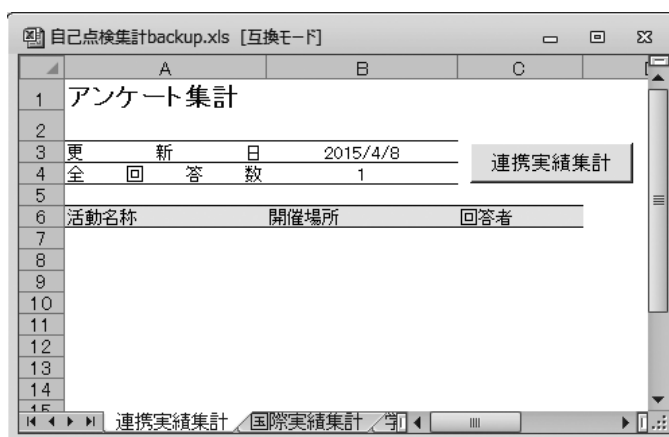 自己点検集計backup.xls [互換モード]
A B C
1 アンケート集計
2
3 更新日 2015/4/8
連携実績集計
4 全回答数 1
5
6 活動名称 開催場所 回答者
7
8
9
10
11
12
13
14
15
連携実績集計 国際実績集計 学